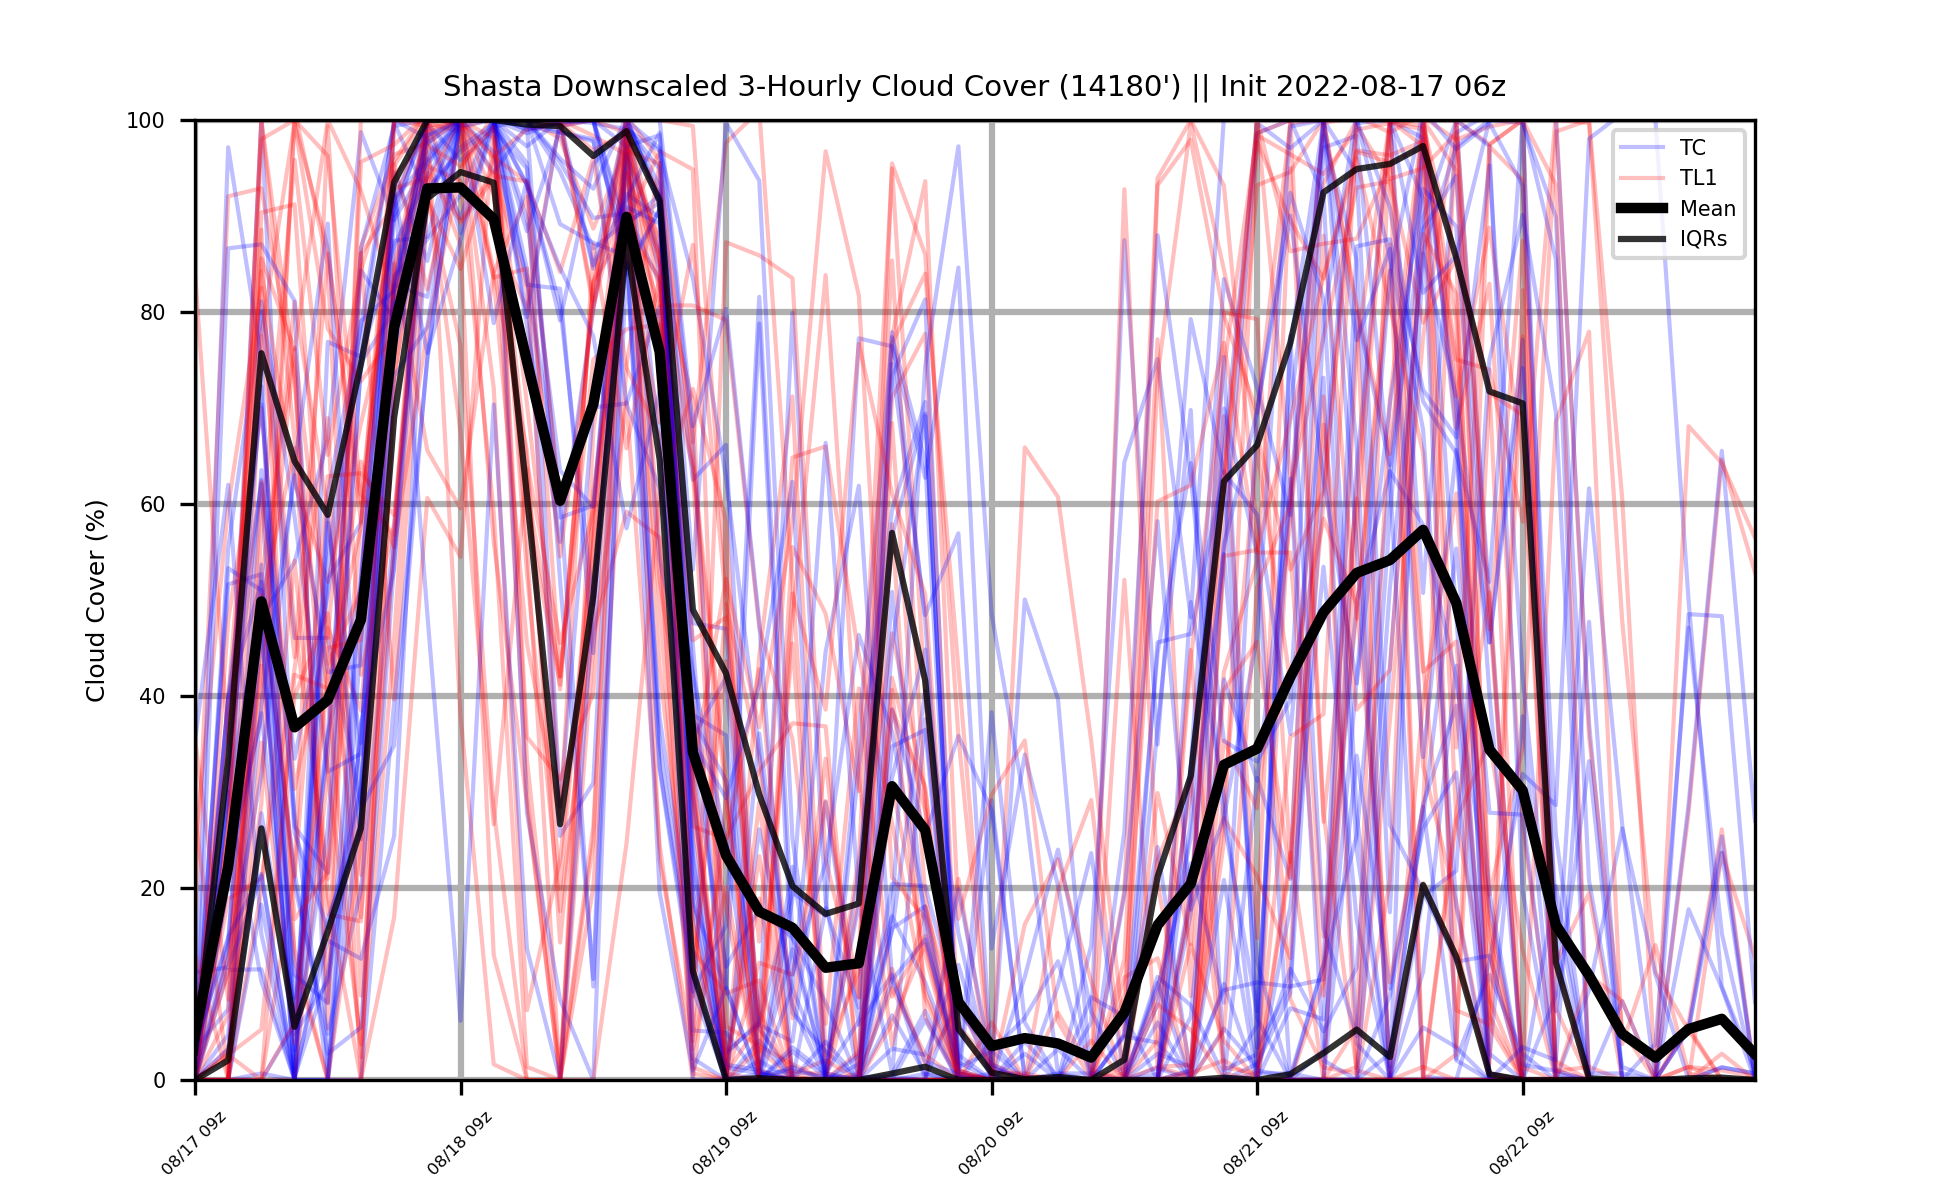 Shasta Downscaled 3-Hourly Cloud Cover (14180') || Init 2022-08-17 06z
Cloud Cover (%)
100
80
60
40
20
0
TC
TL1
Mean
IQRs
08/17 09z
08/18 09z
08/19 09z
08/20 09z
08/21 09z
08/22 09z